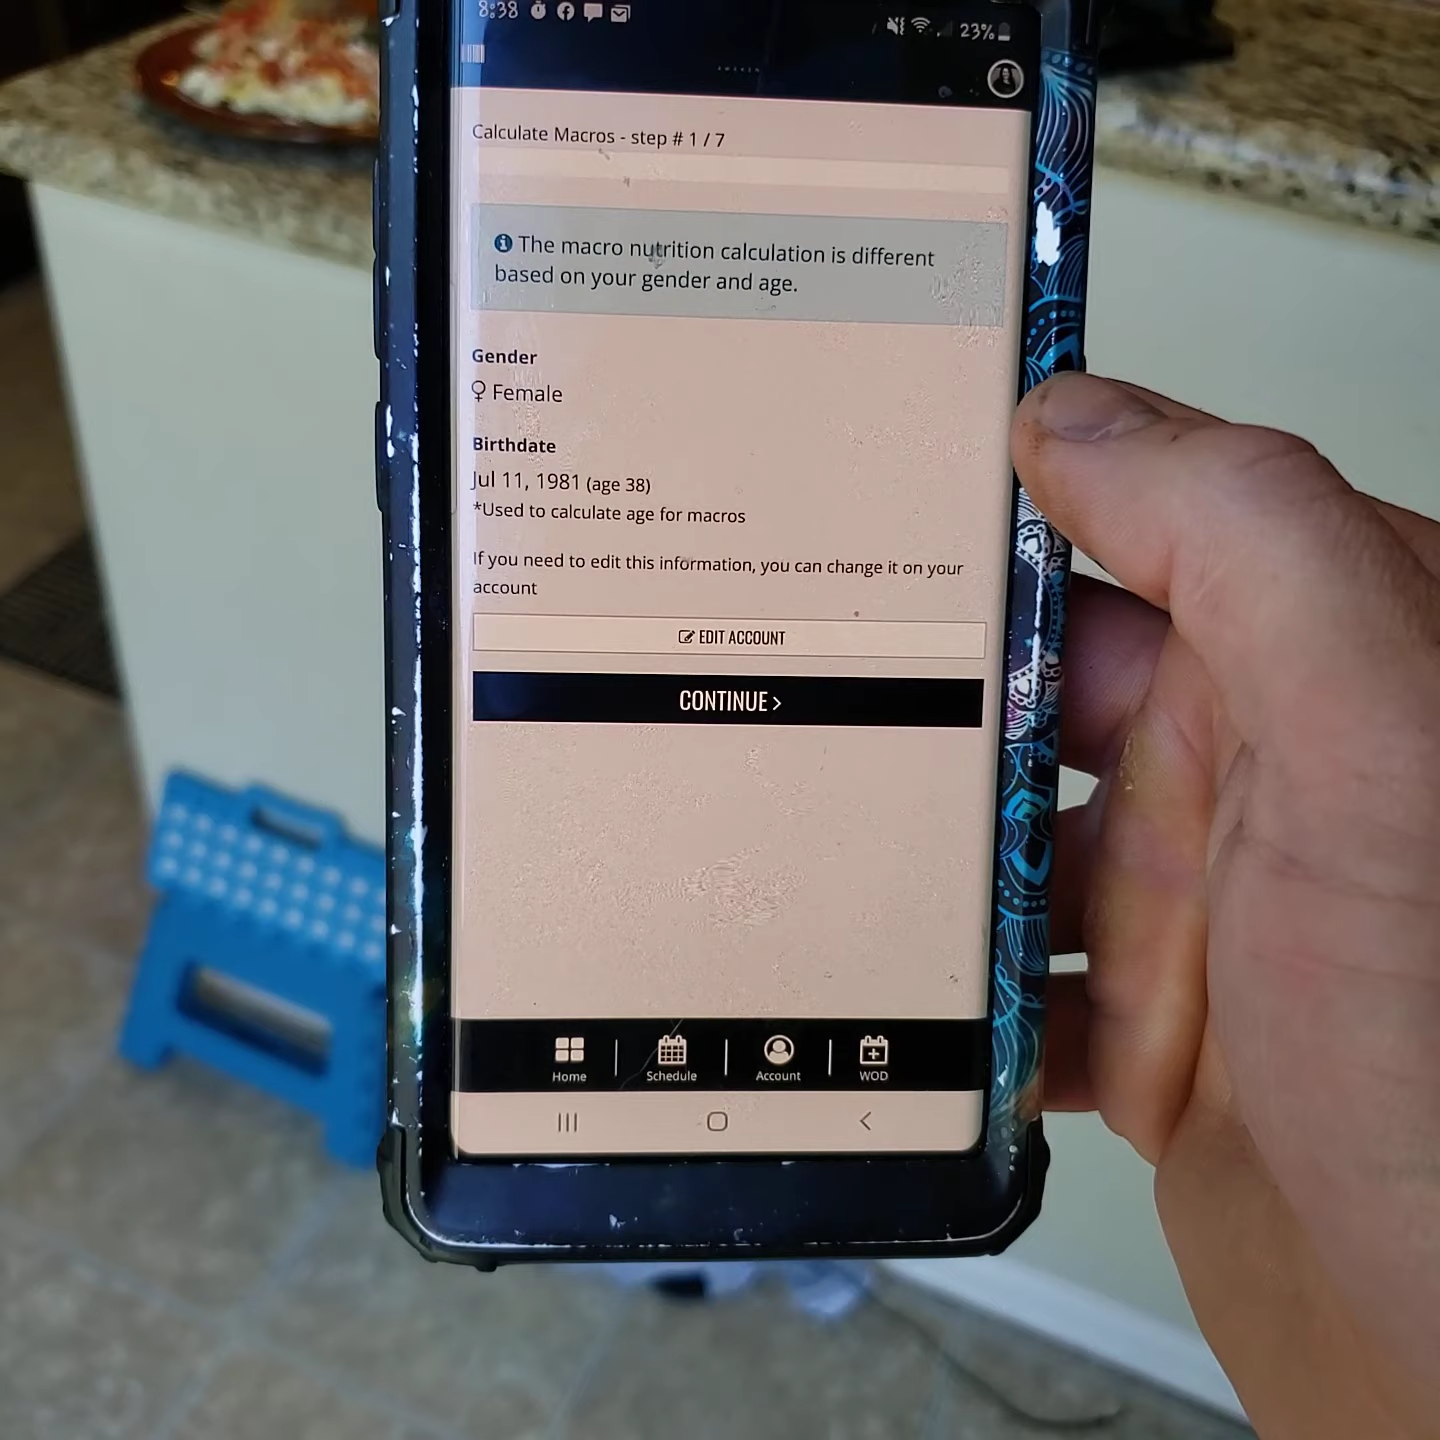 8:38
23%
Calculate Macros - step # 1 / 7
The macro nutrition calculation is different
based on your gender and age.
Gender
Female
Birthdate
Jul 11, 1981 (age 38)
*Used to calculate age for macros
If you need to edit this information, you can change it on your
account
EDIT ACCOUNT
CONTINUE >
Home Schedule Account WOD